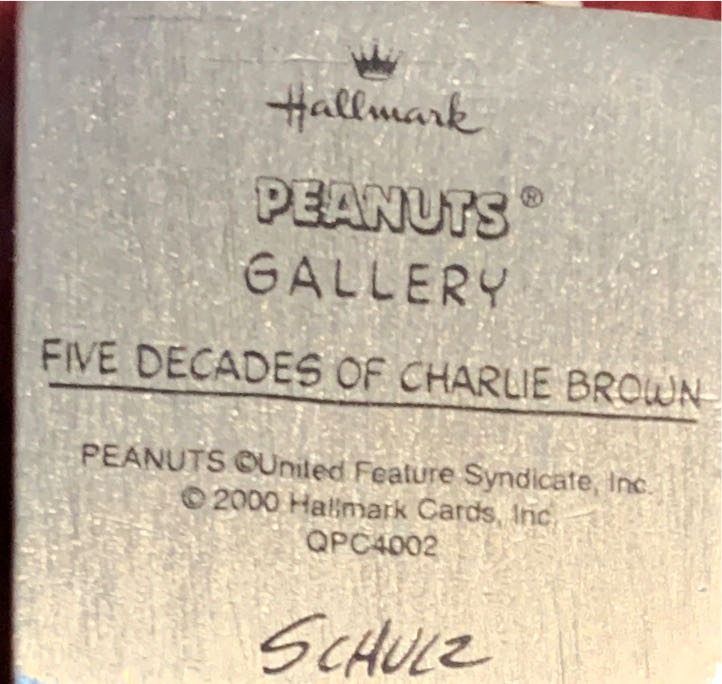 Hallmark
PEANUTS®
GALLERY
FIVE DECADES OF CHARLIE BROWN
PEANUTS ©United Feature Syndicate, Inc.
© 2000 Hallmark Cards, Inc.
QPC4002
SCHULZ